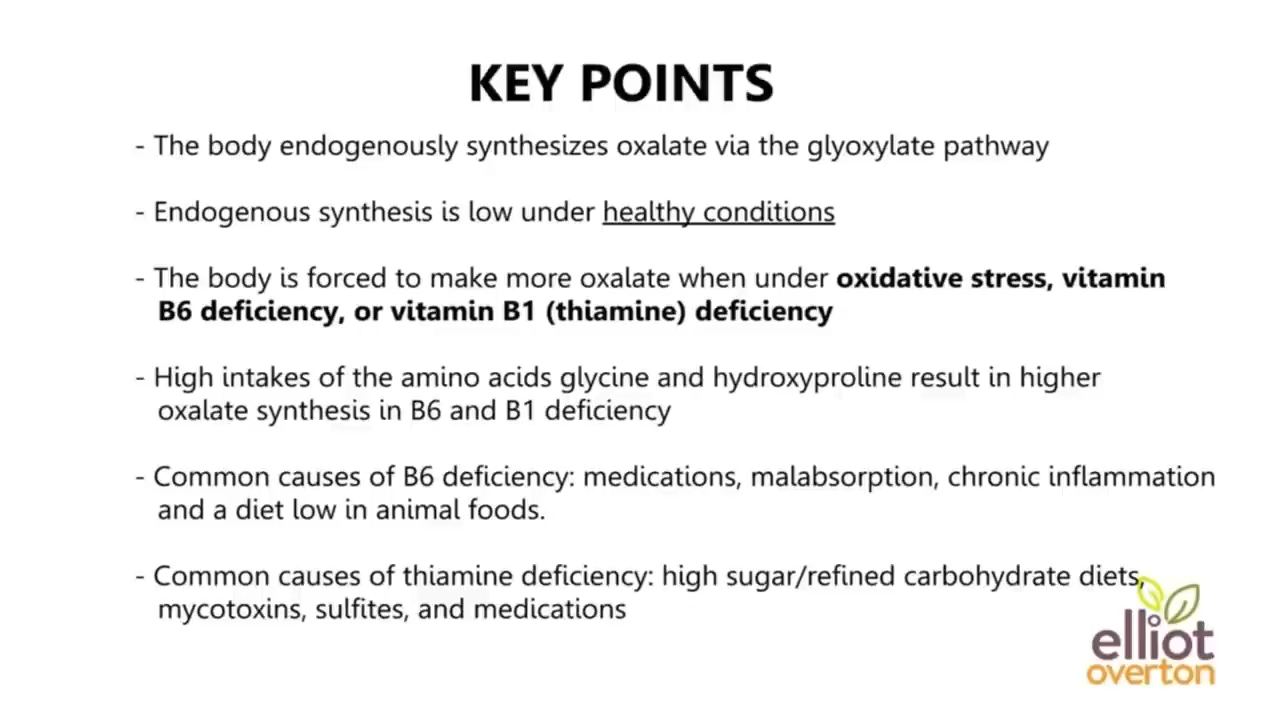 KEY POINTS
- The body endogenously synthesizes oxalate via the glyoxylate pathway
- Endogenous synthesis is low under healthy conditions
- The body is forced to make more oxalate when under oxidative stress, vitamin
B6 deficiency, or vitamin B1 (thiamine) deficiency
- High intakes of the amino acids glycine and hydroxyproline result in higher
oxalate synthesis in B6 and B1 deficiency
- Common causes of B6 deficiency: medications, malabsorption, chronic inflammation
and a diet low in animal foods.
- Common causes of thiamine deficiency: high sugar/refined carbohydrate diets,
mycotoxins, sulfites, and medications
elliot
overton